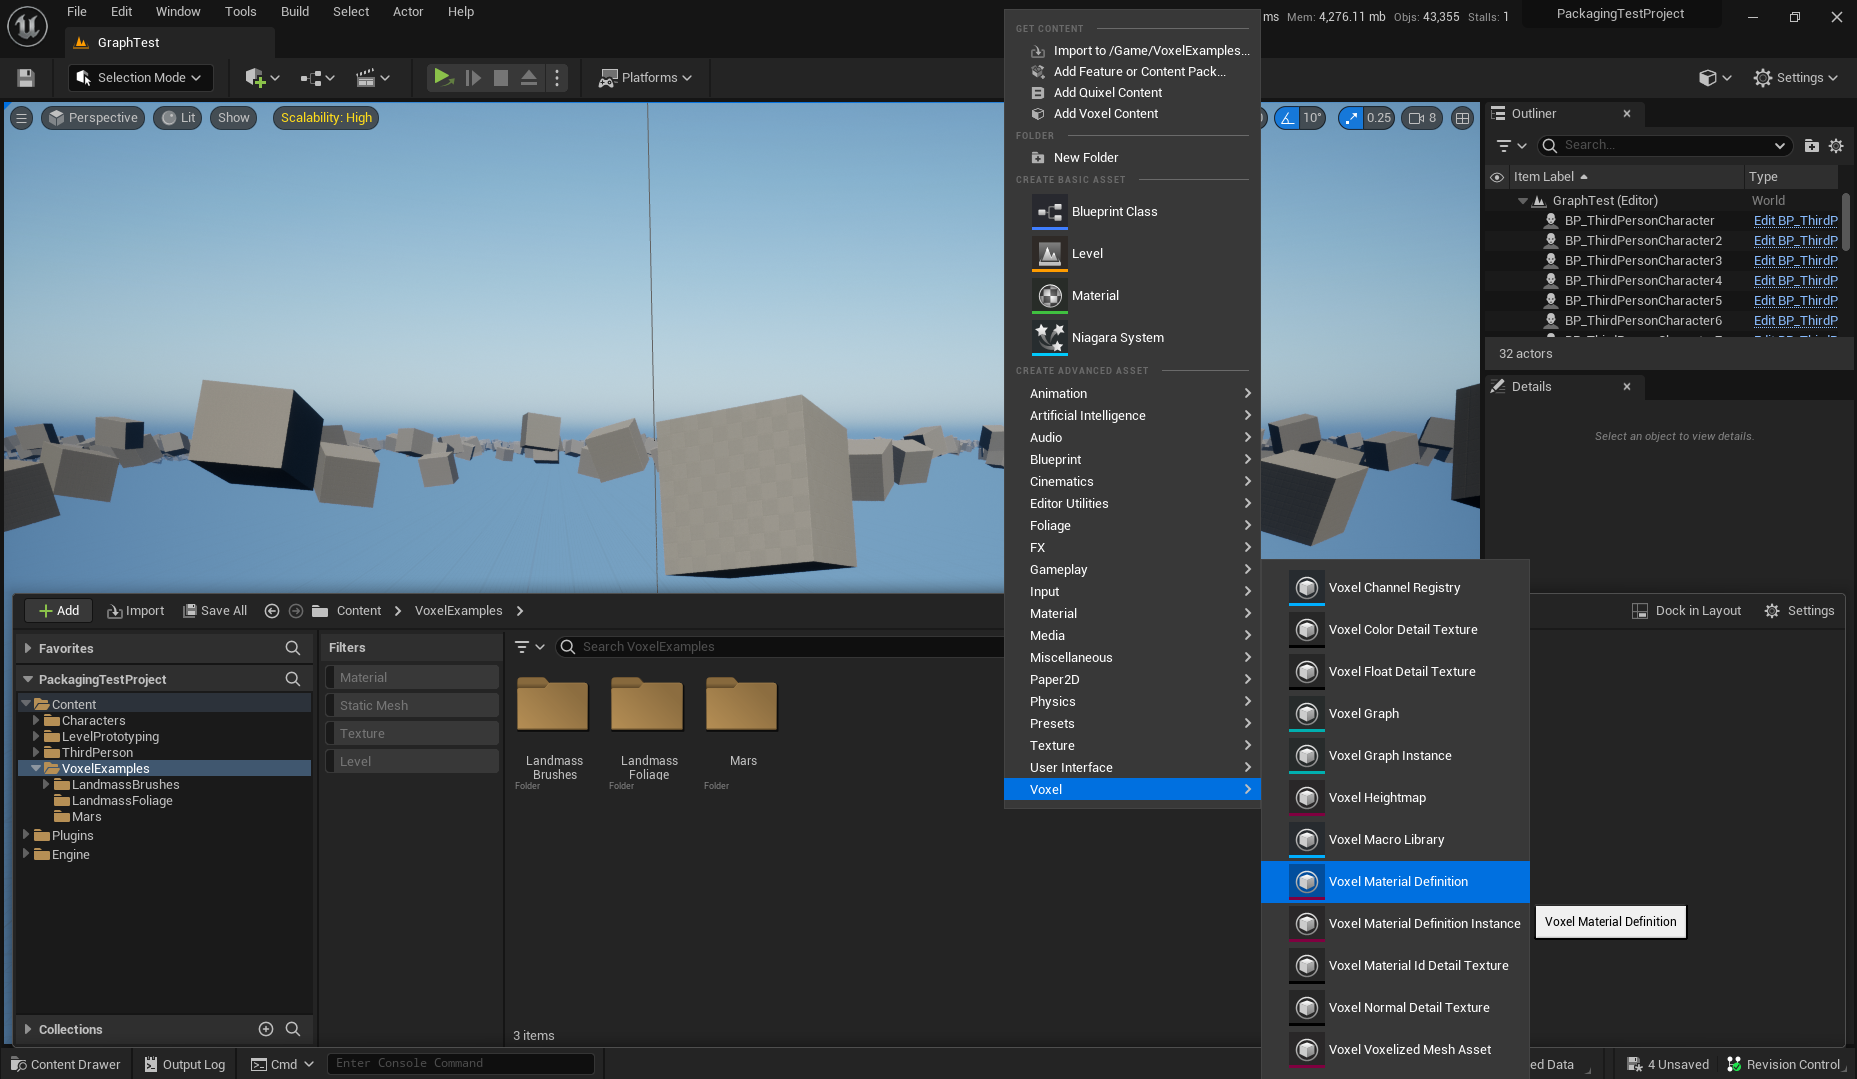 File Edit Window Tools Build Select Actor Help
ms Mem: 4,276.11 mb Objs: 43,355 Stalls: 1
PackagingTestProject
GraphTest
Selection Mode
Platforms
Settings
Perspective
Lit
Show
Scalability: High
10°
0.25
8
GET CONTENT
Import to /Game/VoxelExamples...
Add Feature or Content Pack...
Add Quixel Content
Add Voxel Content
FOLDER
New Folder
CREATE BASIC ASSET
Blueprint Class
Level
Material
Niagara System
CREATE ADVANCED ASSET
Animation
Artificial Intelligence
Audio
Blueprint
Cinematics
Editor Utilities
Foliage
FX
Gameplay
Input
Material
Media
Miscellaneous
Paper2D
Physics
Presets
Texture
User Interface
Voxel
Voxel Channel Registry
Voxel Color Detail Texture
Voxel Float Detail Texture
Voxel Graph
Voxel Graph Instance
Voxel Heightmap
Voxel Macro Library
Voxel Material Definition
Voxel Material Definition Instance
Voxel Material Id Detail Texture
Voxel Normal Detail Texture
Voxel Voxelized Mesh Asset
Voxel Material Definition
Outliner
Search...
Item Label
Type
GraphTest (Editor) World
BP_ThirdPersonCharacter Edit BP_ThirdP
BP_ThirdPersonCharacter2 Edit BP_ThirdP
BP_ThirdPersonCharacter3 Edit BP_ThirdP
BP_ThirdPersonCharacter4 Edit BP_ThirdP
BP_ThirdPersonCharacter5 Edit BP_ThirdP
BP_ThirdPersonCharacter6 Edit BP_ThirdP
32 actors
Details
Select an object to view details.
Add
Import
Save All
Content
VoxelExamples
Dock in Layout
Settings
Favorites
PackagingTestProject
Content
Characters
LevelPrototyping
ThirdPerson
VoxelExamples
LandmassBrushes
LandmassFoliage
Mars
Plugins
Engine
Collections
Filters
Material
Static Mesh
Texture
Level
Search VoxelExamples
Landmass
Brushes
Folder
Landmass
Foliage
Folder
Mars
Folder
3 items
Content Drawer
Output Log
Cmd
Enter Console Command
ed Data
4 Unsaved
Revision Control